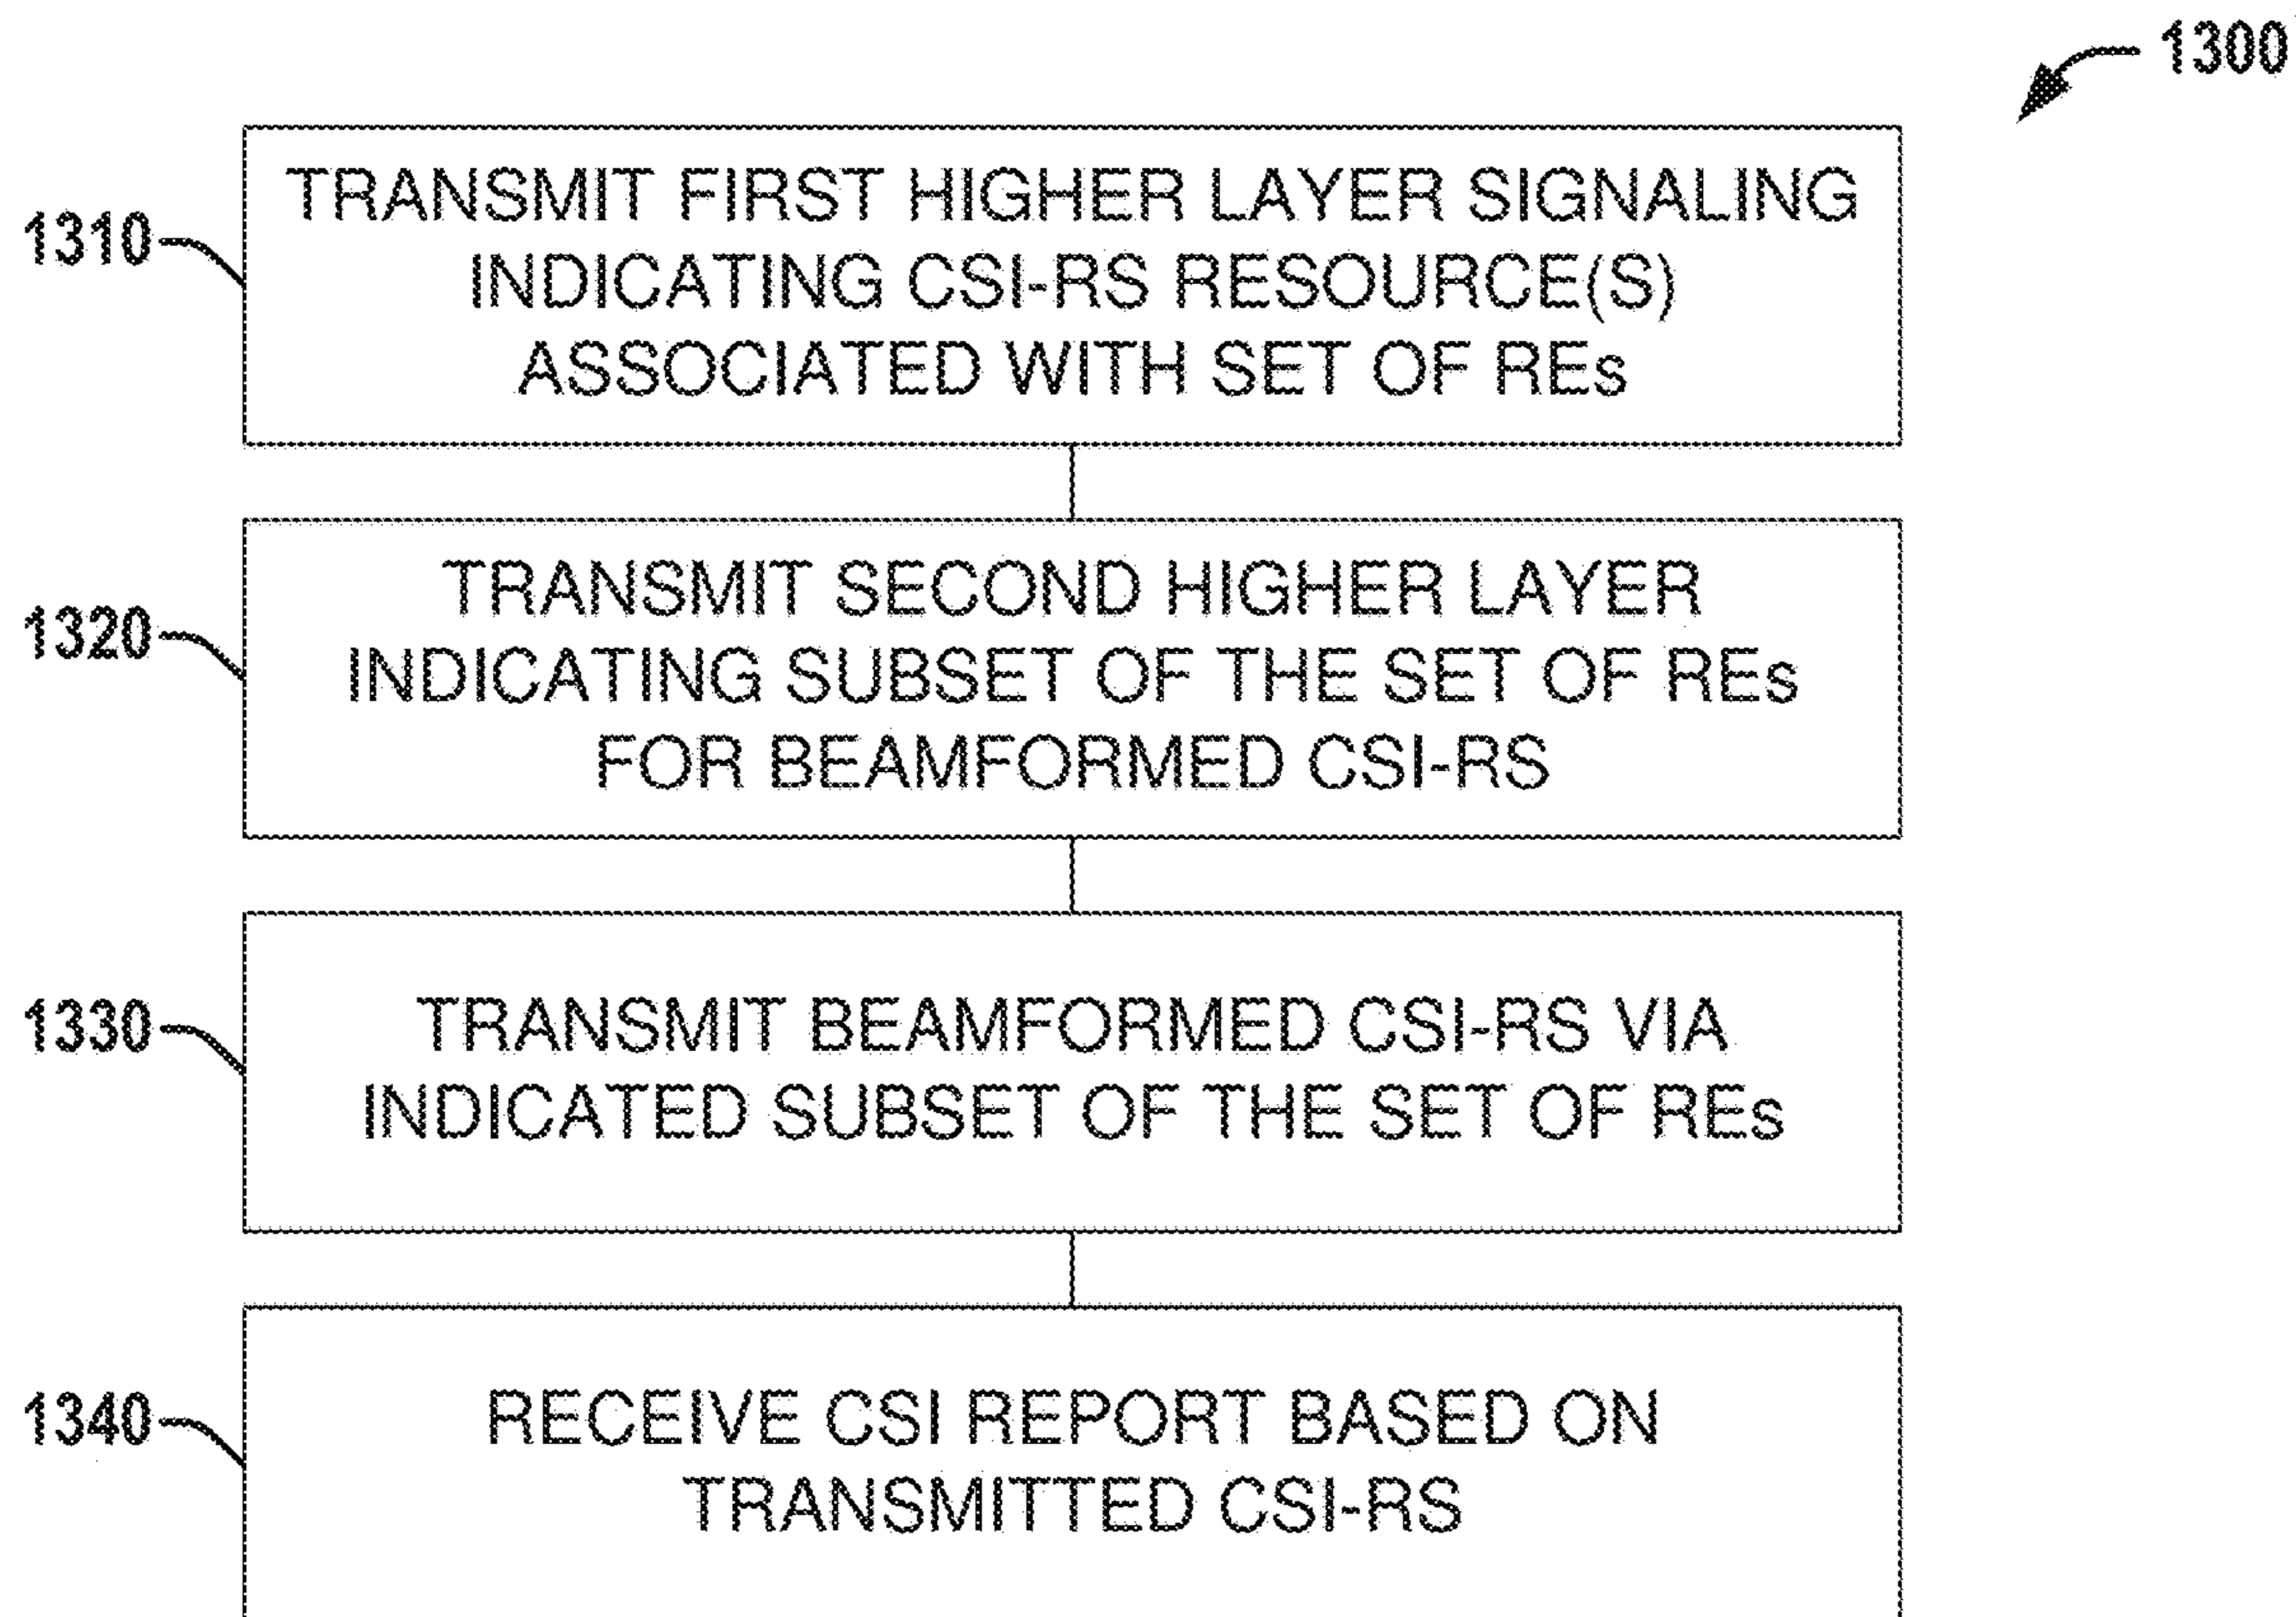 1300
1310
TRANSMIT FIRST HIGHER LAYER SIGNALING
INDICATING CSI-RS RESOURCE(S)
ASSOCIATED WITH SET OF REs
1320
TRANSMIT SECOND HIGHER LAYER
INDICATING SUBSET OF THE SET OF REs
FOR BEAMFORMED CSI-RS
1330
TRANSMIT BEAMFORMED CSI-RS VIA
INDICATED SUBSET OF THE SET OF REs
1340
RECEIVE CSI REPORT BASED ON
TRANSMITTED CSI-RS